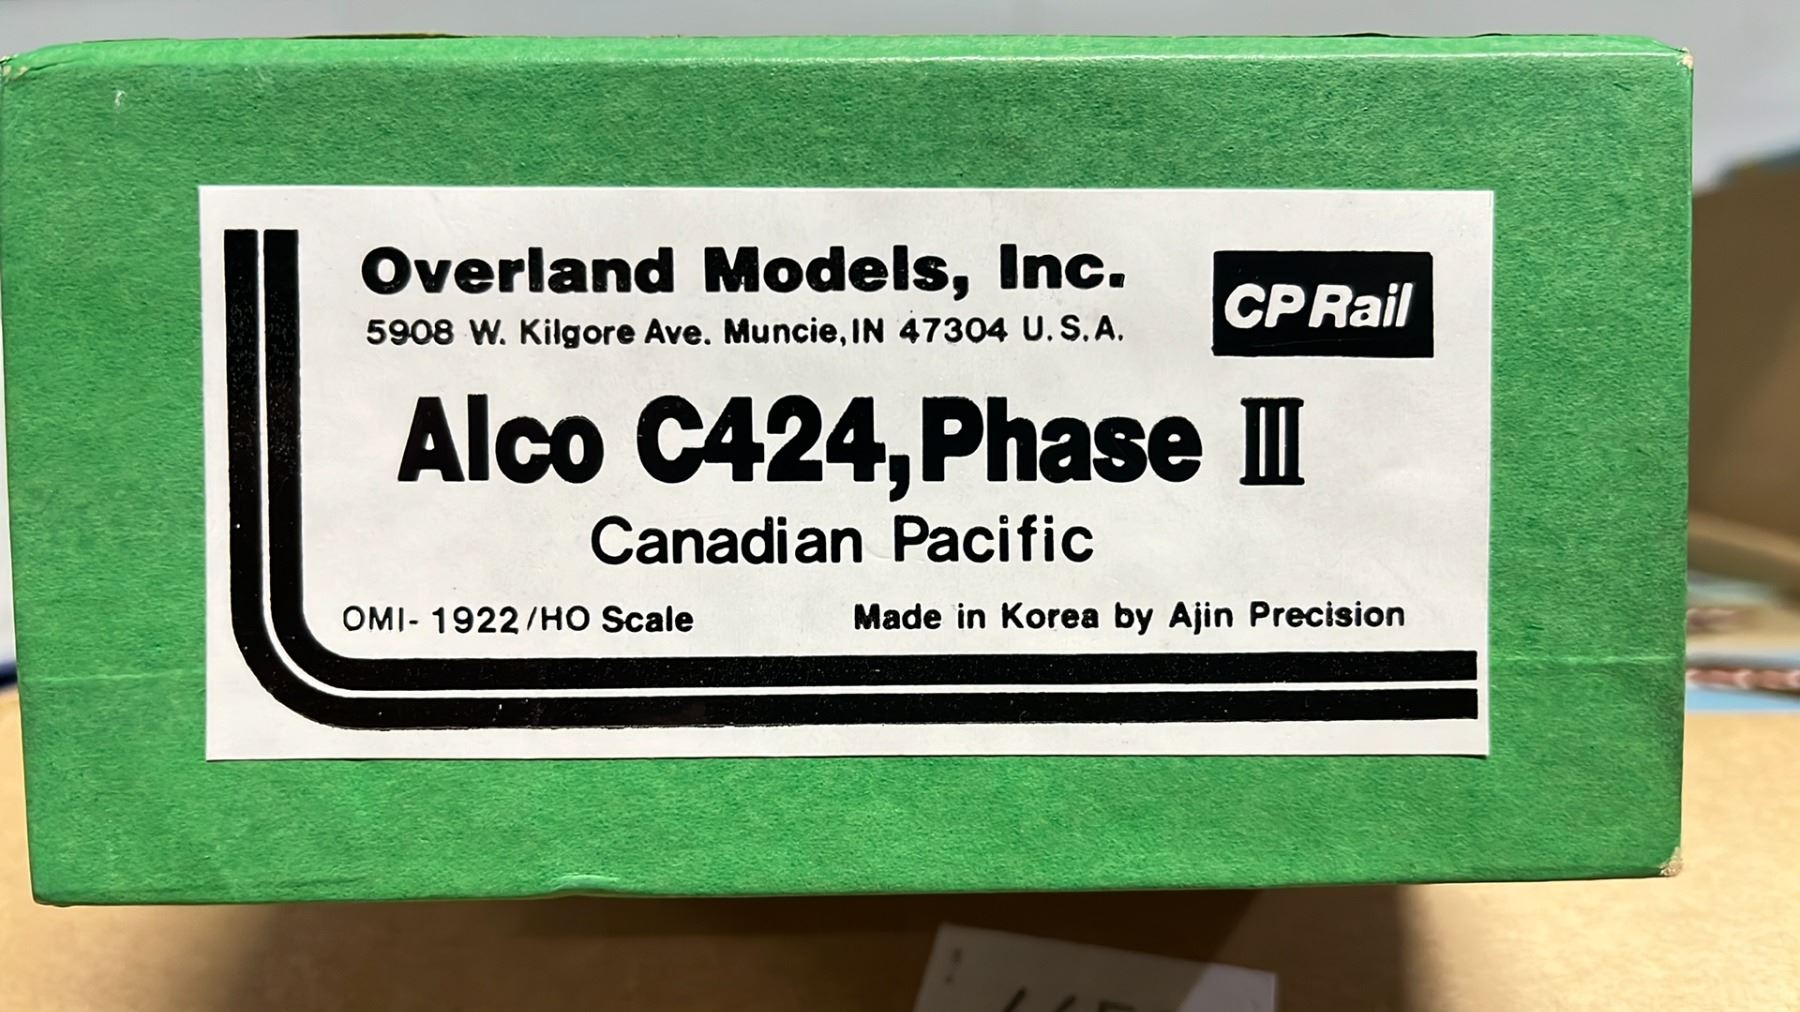 Overland Models, Inc.
5908 W. Kilgore Ave. Muncie, IN 47304 U.S.A.
CP Rail
Alco C424, Phase III
Canadian Pacific
OMI- 1922/HO Scale
Made in Korea by Ajin Precision